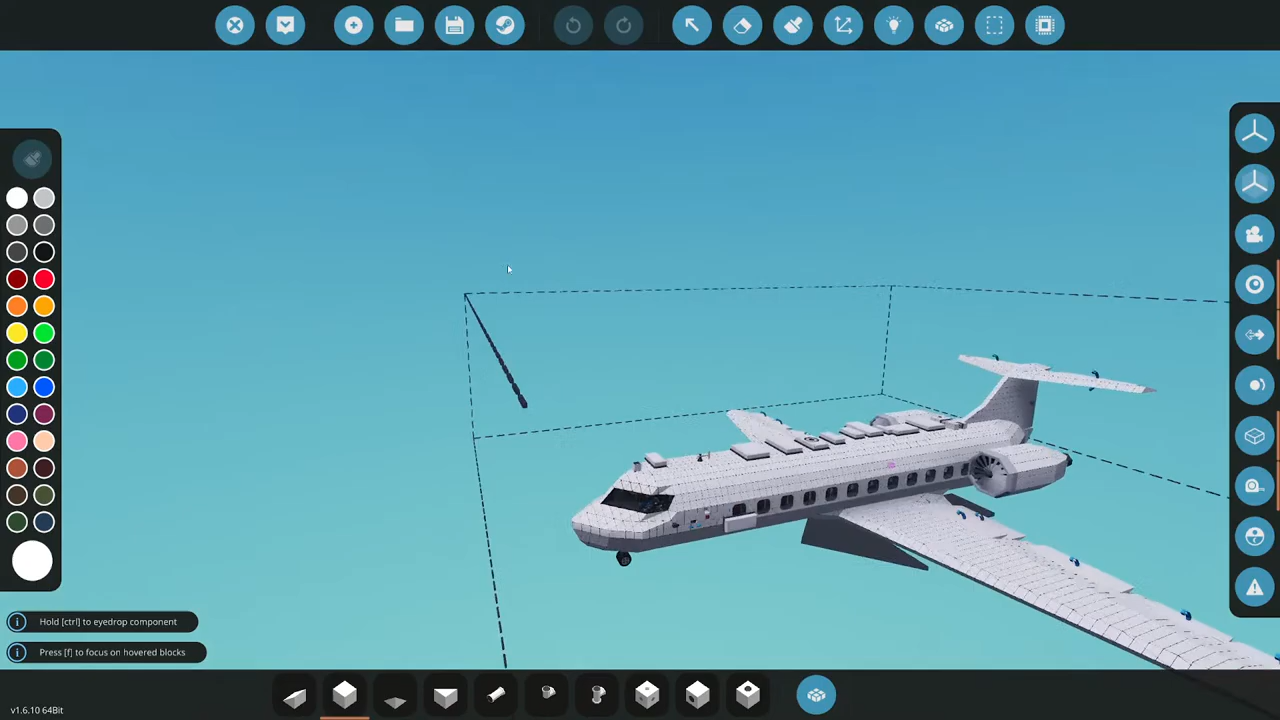 Hold [ctrl] to eyedrop component
Press [f] to focus on hovered blocks
v1.6.10 64Bit